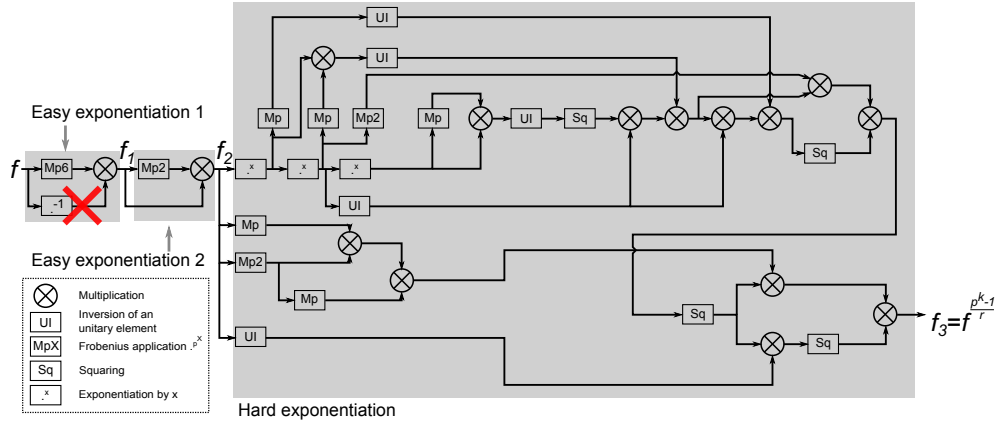 UI
UI
Mp
Mp
Mp2
Mp
UI
Sq
Sq
Easy exponentiation 1
f
Mp6
f1
Mp2
f2
.x
.x
.x
.-1
UI
Mp
Mp2
Mp
Easy exponentiation 2
Multiplication
UI Inversion of an
unitary element
MpX Frobenius application .p^X
Sq Squaring
.x Exponentiation by x
Sq
Sq
UI
f3=f^((p^k-1)/r)
Hard exponentiation